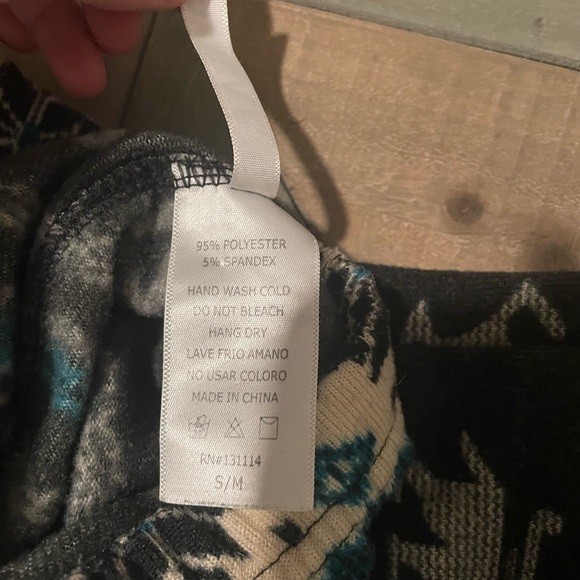 95% POLYESTER
5% SPANDEX
HAND WASH COLD
DO NOT BLEACH
HANG DRY
LAVE FRIO AMANO
NO USAR COLORO
MADE IN CHINA
RN#131114
S/M